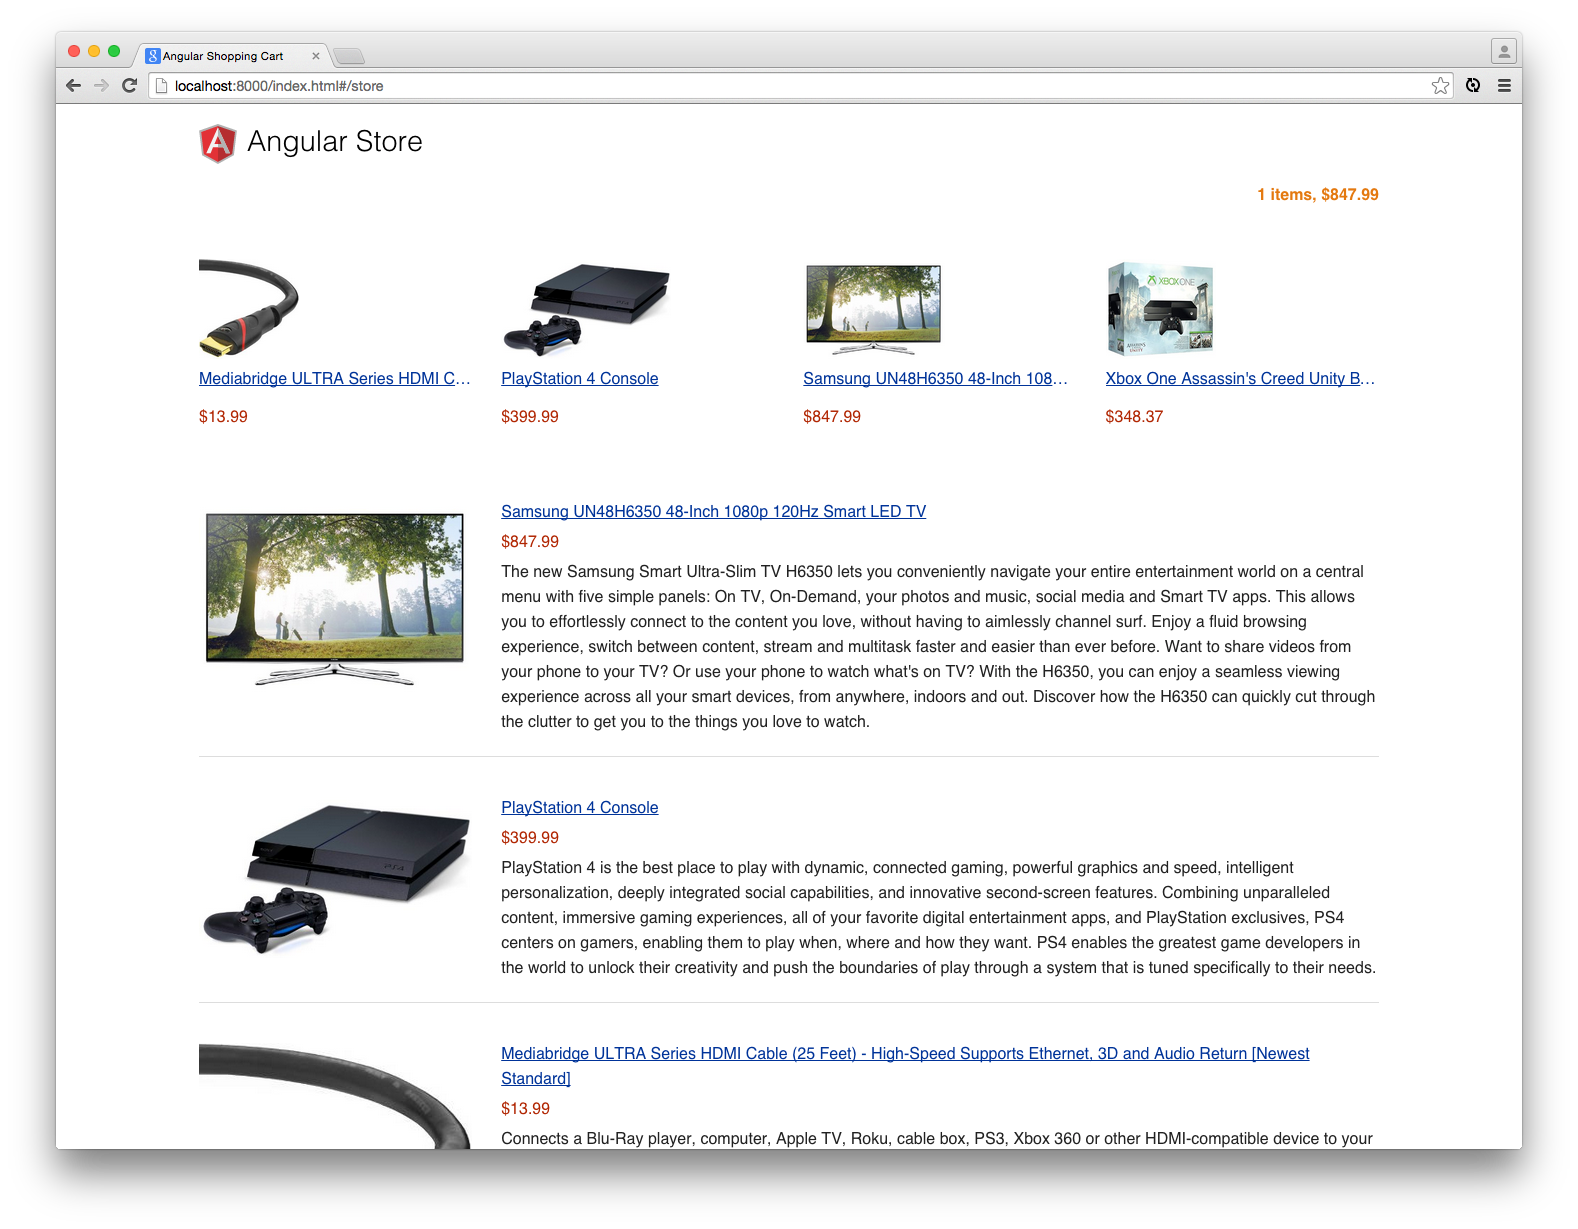 Angular Shopping Cart
localhost:8000/index.html#/store
Angular Store
1 items, $847.99
Mediabridge ULTRA Series HDMI C...
PlayStation 4 Console
Samsung UN48H6350 48-Inch 108...
Xbox One Assassin's Creed Unity B...
$13.99
$399.99
$847.99
$348.37
Samsung UN48H6350 48-Inch 1080p 120Hz Smart LED TV
$847.99
The new Samsung Smart Ultra-Slim TV H6350 lets you conveniently navigate your entire entertainment world on a central
menu with five simple panels: On TV, On-Demand, your photos and music, social media and Smart TV apps. This allows
you to effortlessly connect to the content you love, without having to aimlessly channel surf. Enjoy a fluid browsing
experience, switch between content, stream and multitask faster and easier than ever before. Want to share videos from
your phone to your TV? Or use your phone to watch what's on TV? With the H6350, you can enjoy a seamless viewing
experience across all your smart devices, from anywhere, indoors and out. Discover how the H6350 can quickly cut through
the clutter to get you to the things you love to watch.
PlayStation 4 Console
$399.99
PlayStation 4 is the best place to play with dynamic, connected gaming, powerful graphics and speed, intelligent
personalization, deeply integrated social capabilities, and innovative second-screen features. Combining unparalleled
content, immersive gaming experiences, all of your favorite digital entertainment apps, and PlayStation exclusives, PS4
centers on gamers, enabling them to play when, where and how they want. PS4 enables the greatest game developers in
the world to unlock their creativity and push the boundaries of play through a system that is tuned specifically to their needs.
Mediabridge ULTRA Series HDMI Cable (25 Feet) - High-Speed Supports Ethernet, 3D and Audio Return [Newest
Standard]
$13.99
Connects a Blu-Ray player, computer, Apple TV, Roku, cable box, PS3, Xbox 360 or other HDMI-compatible device to your